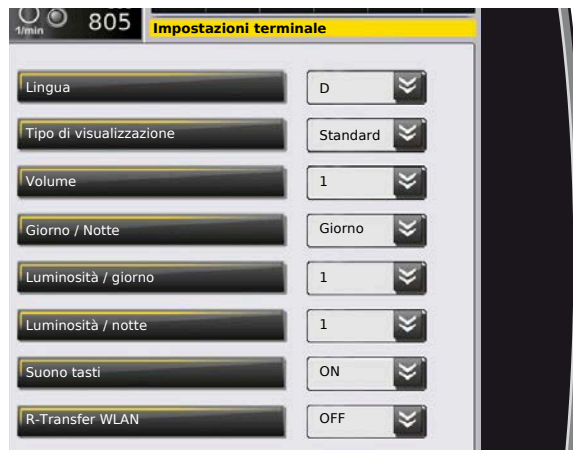 1/min 805
Impostazioni terminale
Lingua D
Tipo di visualizzazione Standard
Volume 1
Giorno / Notte Giorno
Luminosità / giorno 1
Luminosità / notte 1
Suono tasti ON
R-Transfer WLAN OFF